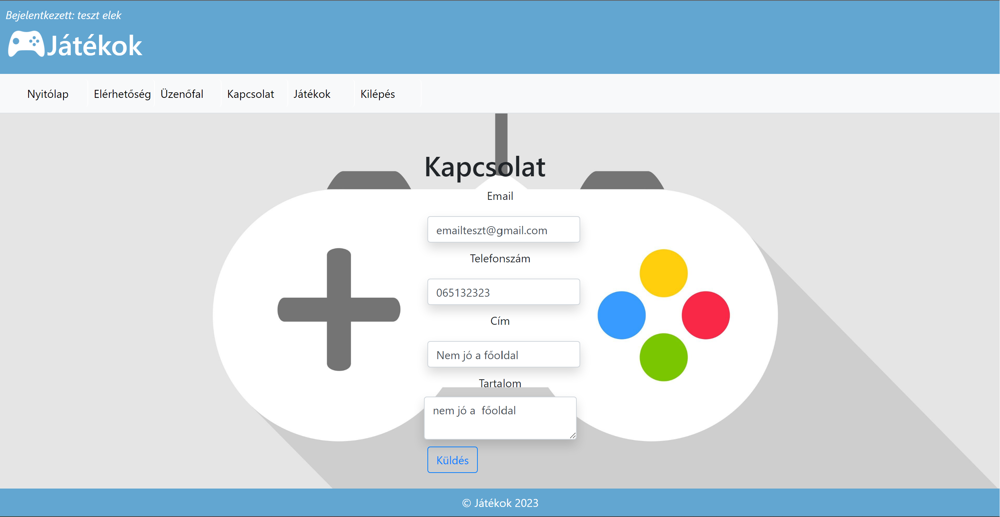 Bejelentkezett: teszt elek
Játékok
Nyitólap Elérhetőség Üzenőfal Kapcsolat Játékok Kilépés
Kapcsolat
Email
emailteszt@gmail.com
Telefonszám
065132323
Cím
Nem jó a főoldal
Tartalom
nem jó a  főoldal
Küldés
© Játékok 2023